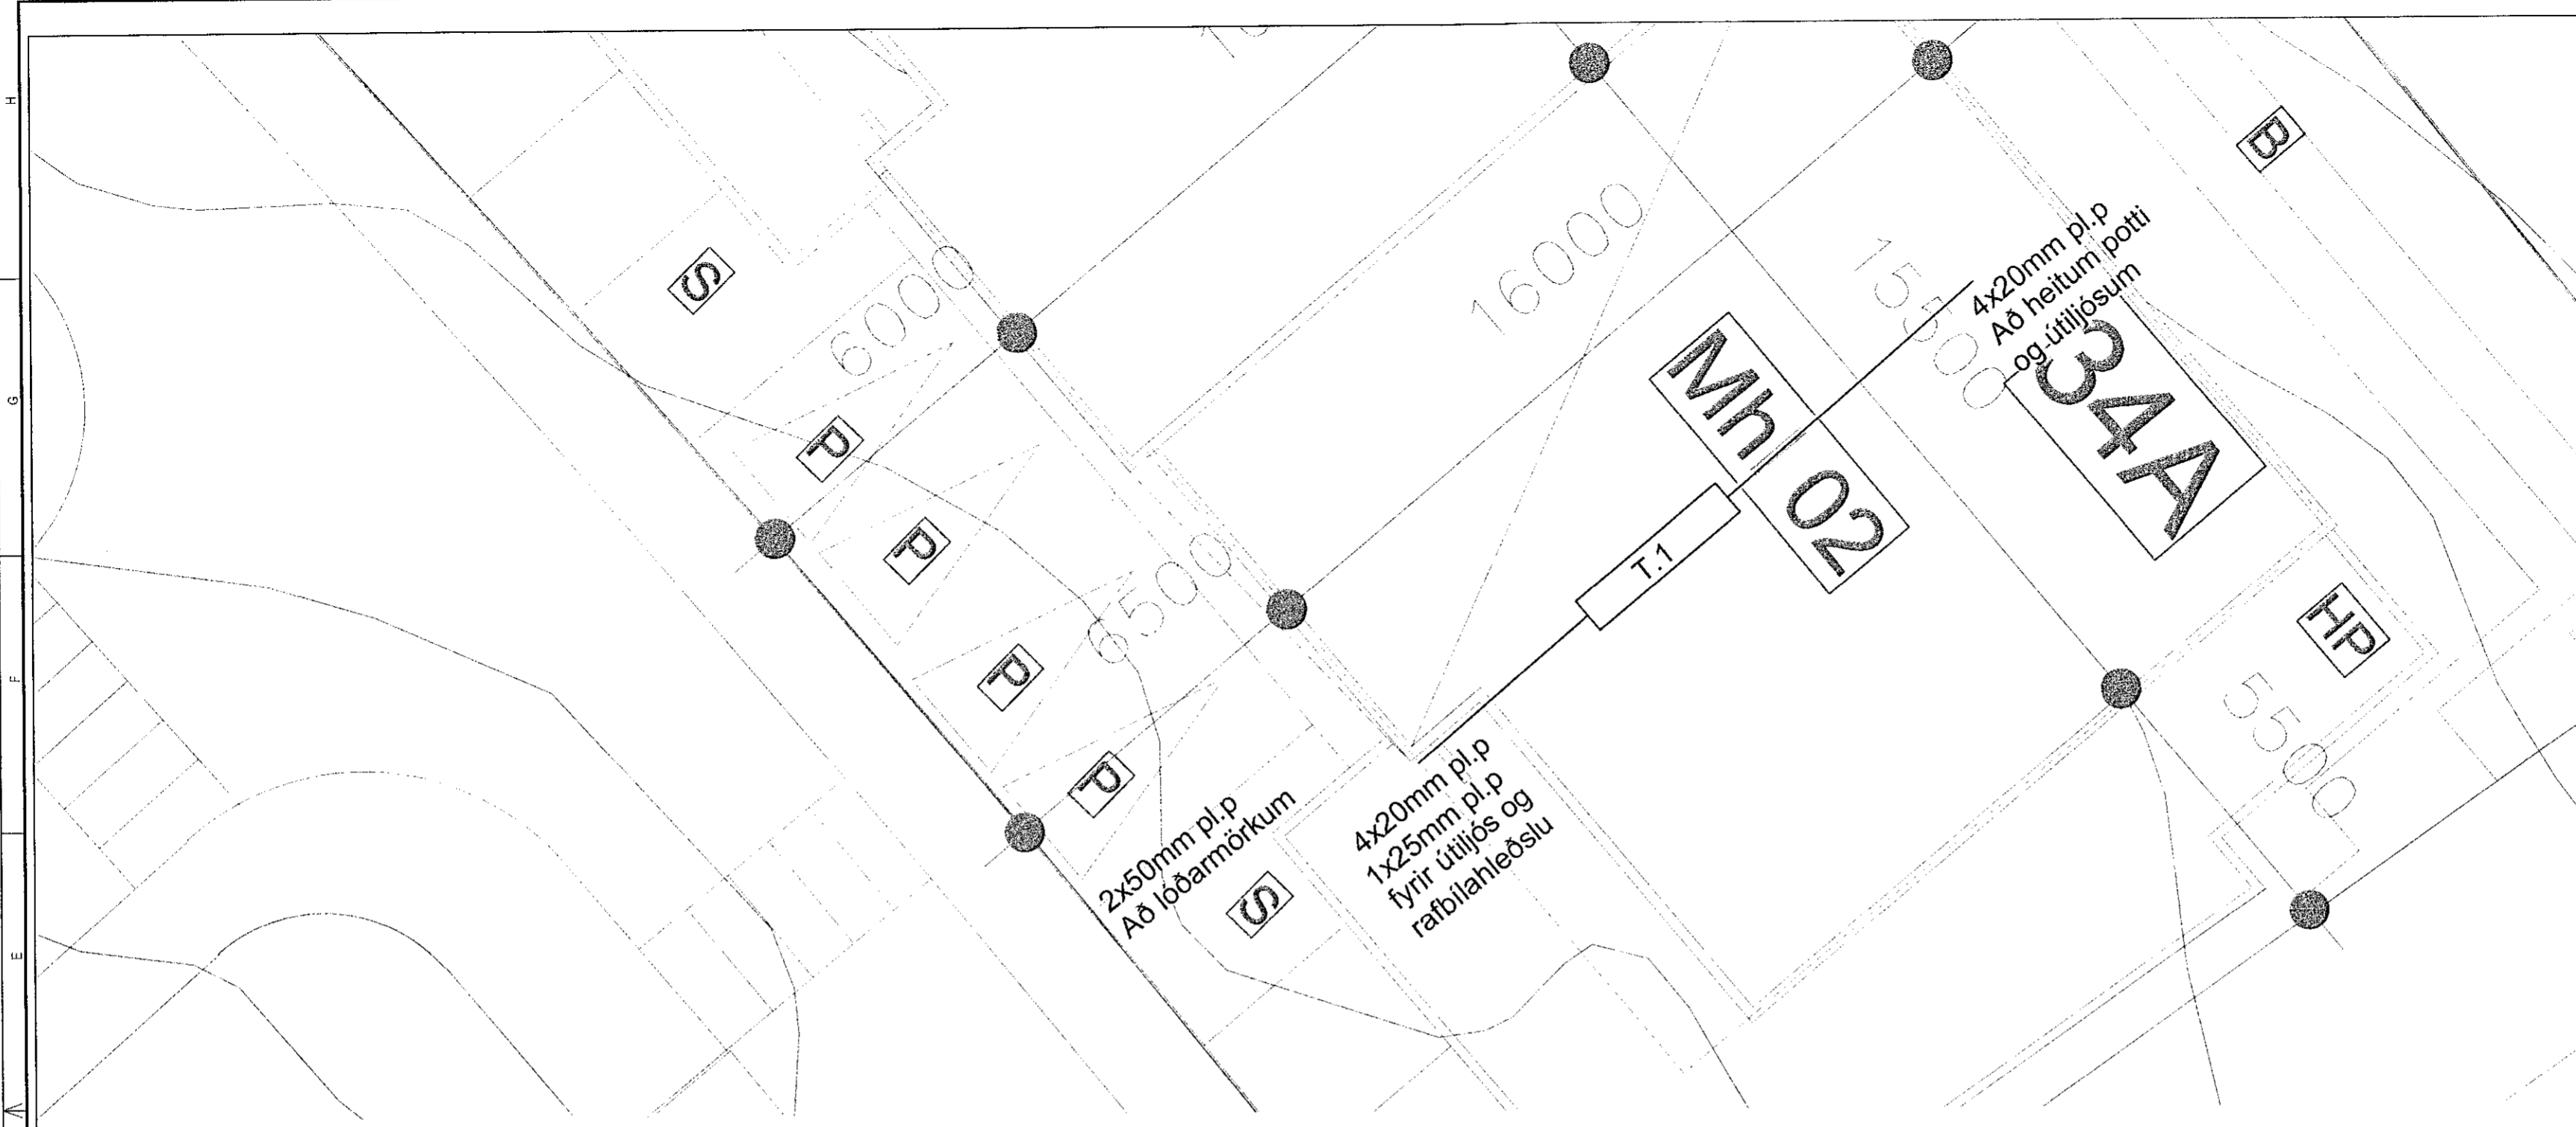 H
G
F
E
B
S
6000
16000
15500
4x20mm pl.p
Að heitum potti
og útiljósum
34A
Mh 02
P
P
P
P
6500
T.1
HP
5500
4x20mm pl.p
1x25mm pl.p
fyrir útiljós og
rafbílahleðslu
2x50mm pl.p
Að lóðarmörkum
S